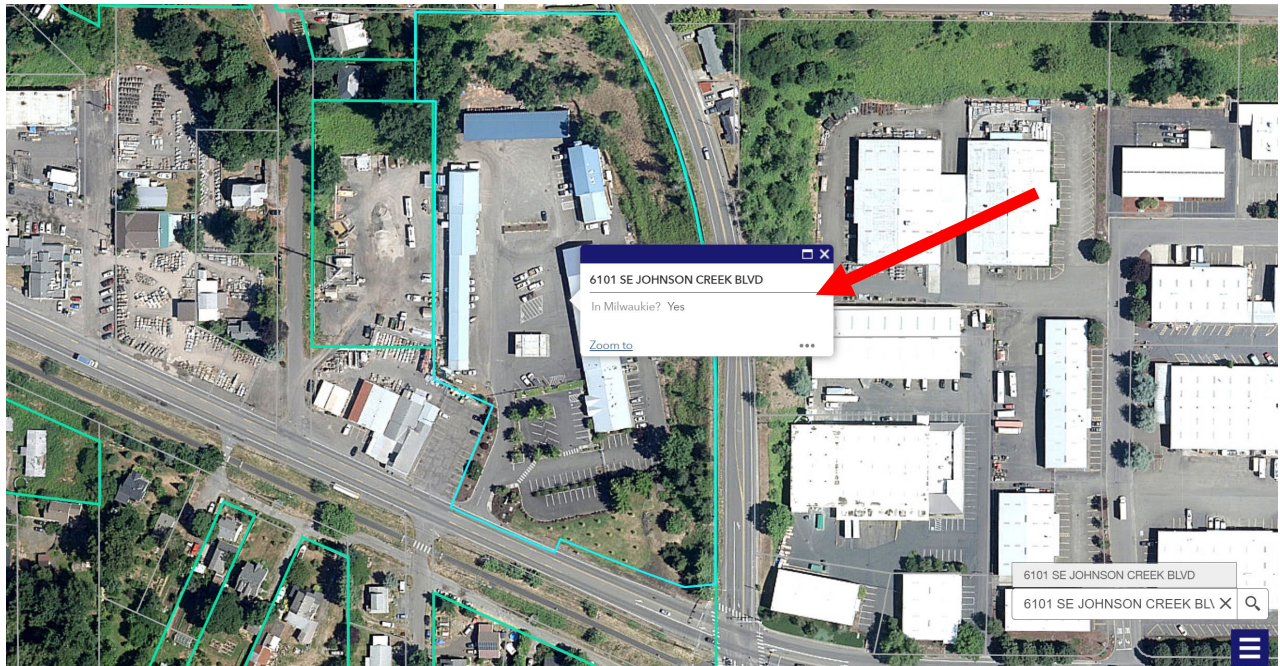 6101 SE JOHNSON CREEK BLVD
In Milwaukie? Yes
Zoom to
6101 SE JOHNSON CREEK BLVD
6101 SE JOHNSON CREEK BL